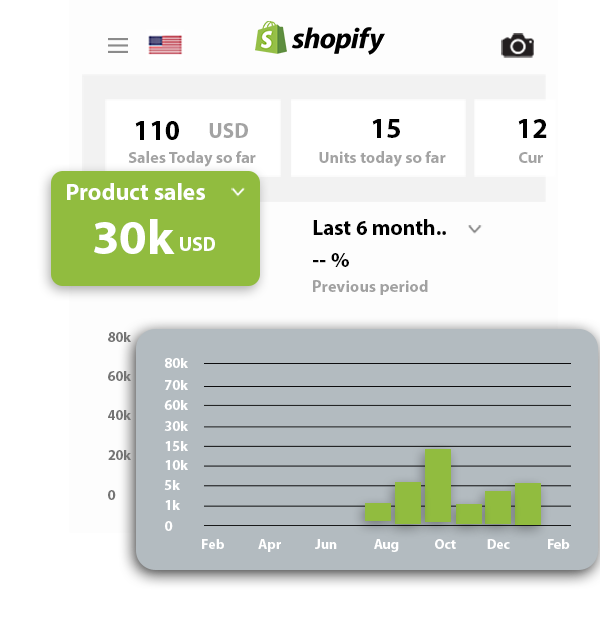 shopify
110 USD
Sales Today so far
15
Units today so far
12
Cur
Product sales
30k USD
Last 6 month..
-- %
Previous period
80k
60k
40k
20k
0
80k
70k
60k
30k
15k
10k
5k
1k
0
Feb Apr Jun Aug Oct Dec Feb